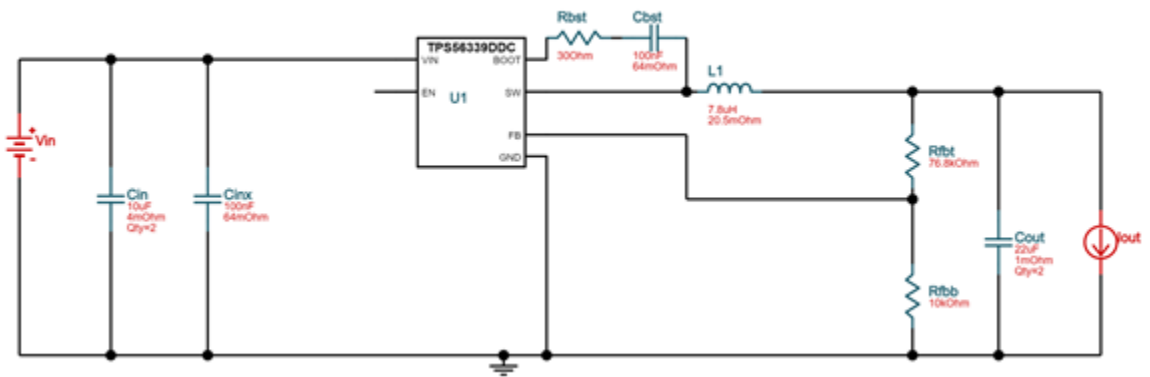 Rbst
Cbst
30Ohm
100nF
64mOhm
TPS56339DDC
VIN
BOOT
EN
U1
SW
FB
GND
L1
7.8uH
20.5mOhm
Vin
+
-
Cin
10uF
4mOhm
Qty=2
Cinx
100nF
64mOhm
Rfbt
76.8kOhm
Rfbb
10kOhm
Cout
22uF
1mOhm
Qty=2
Iout